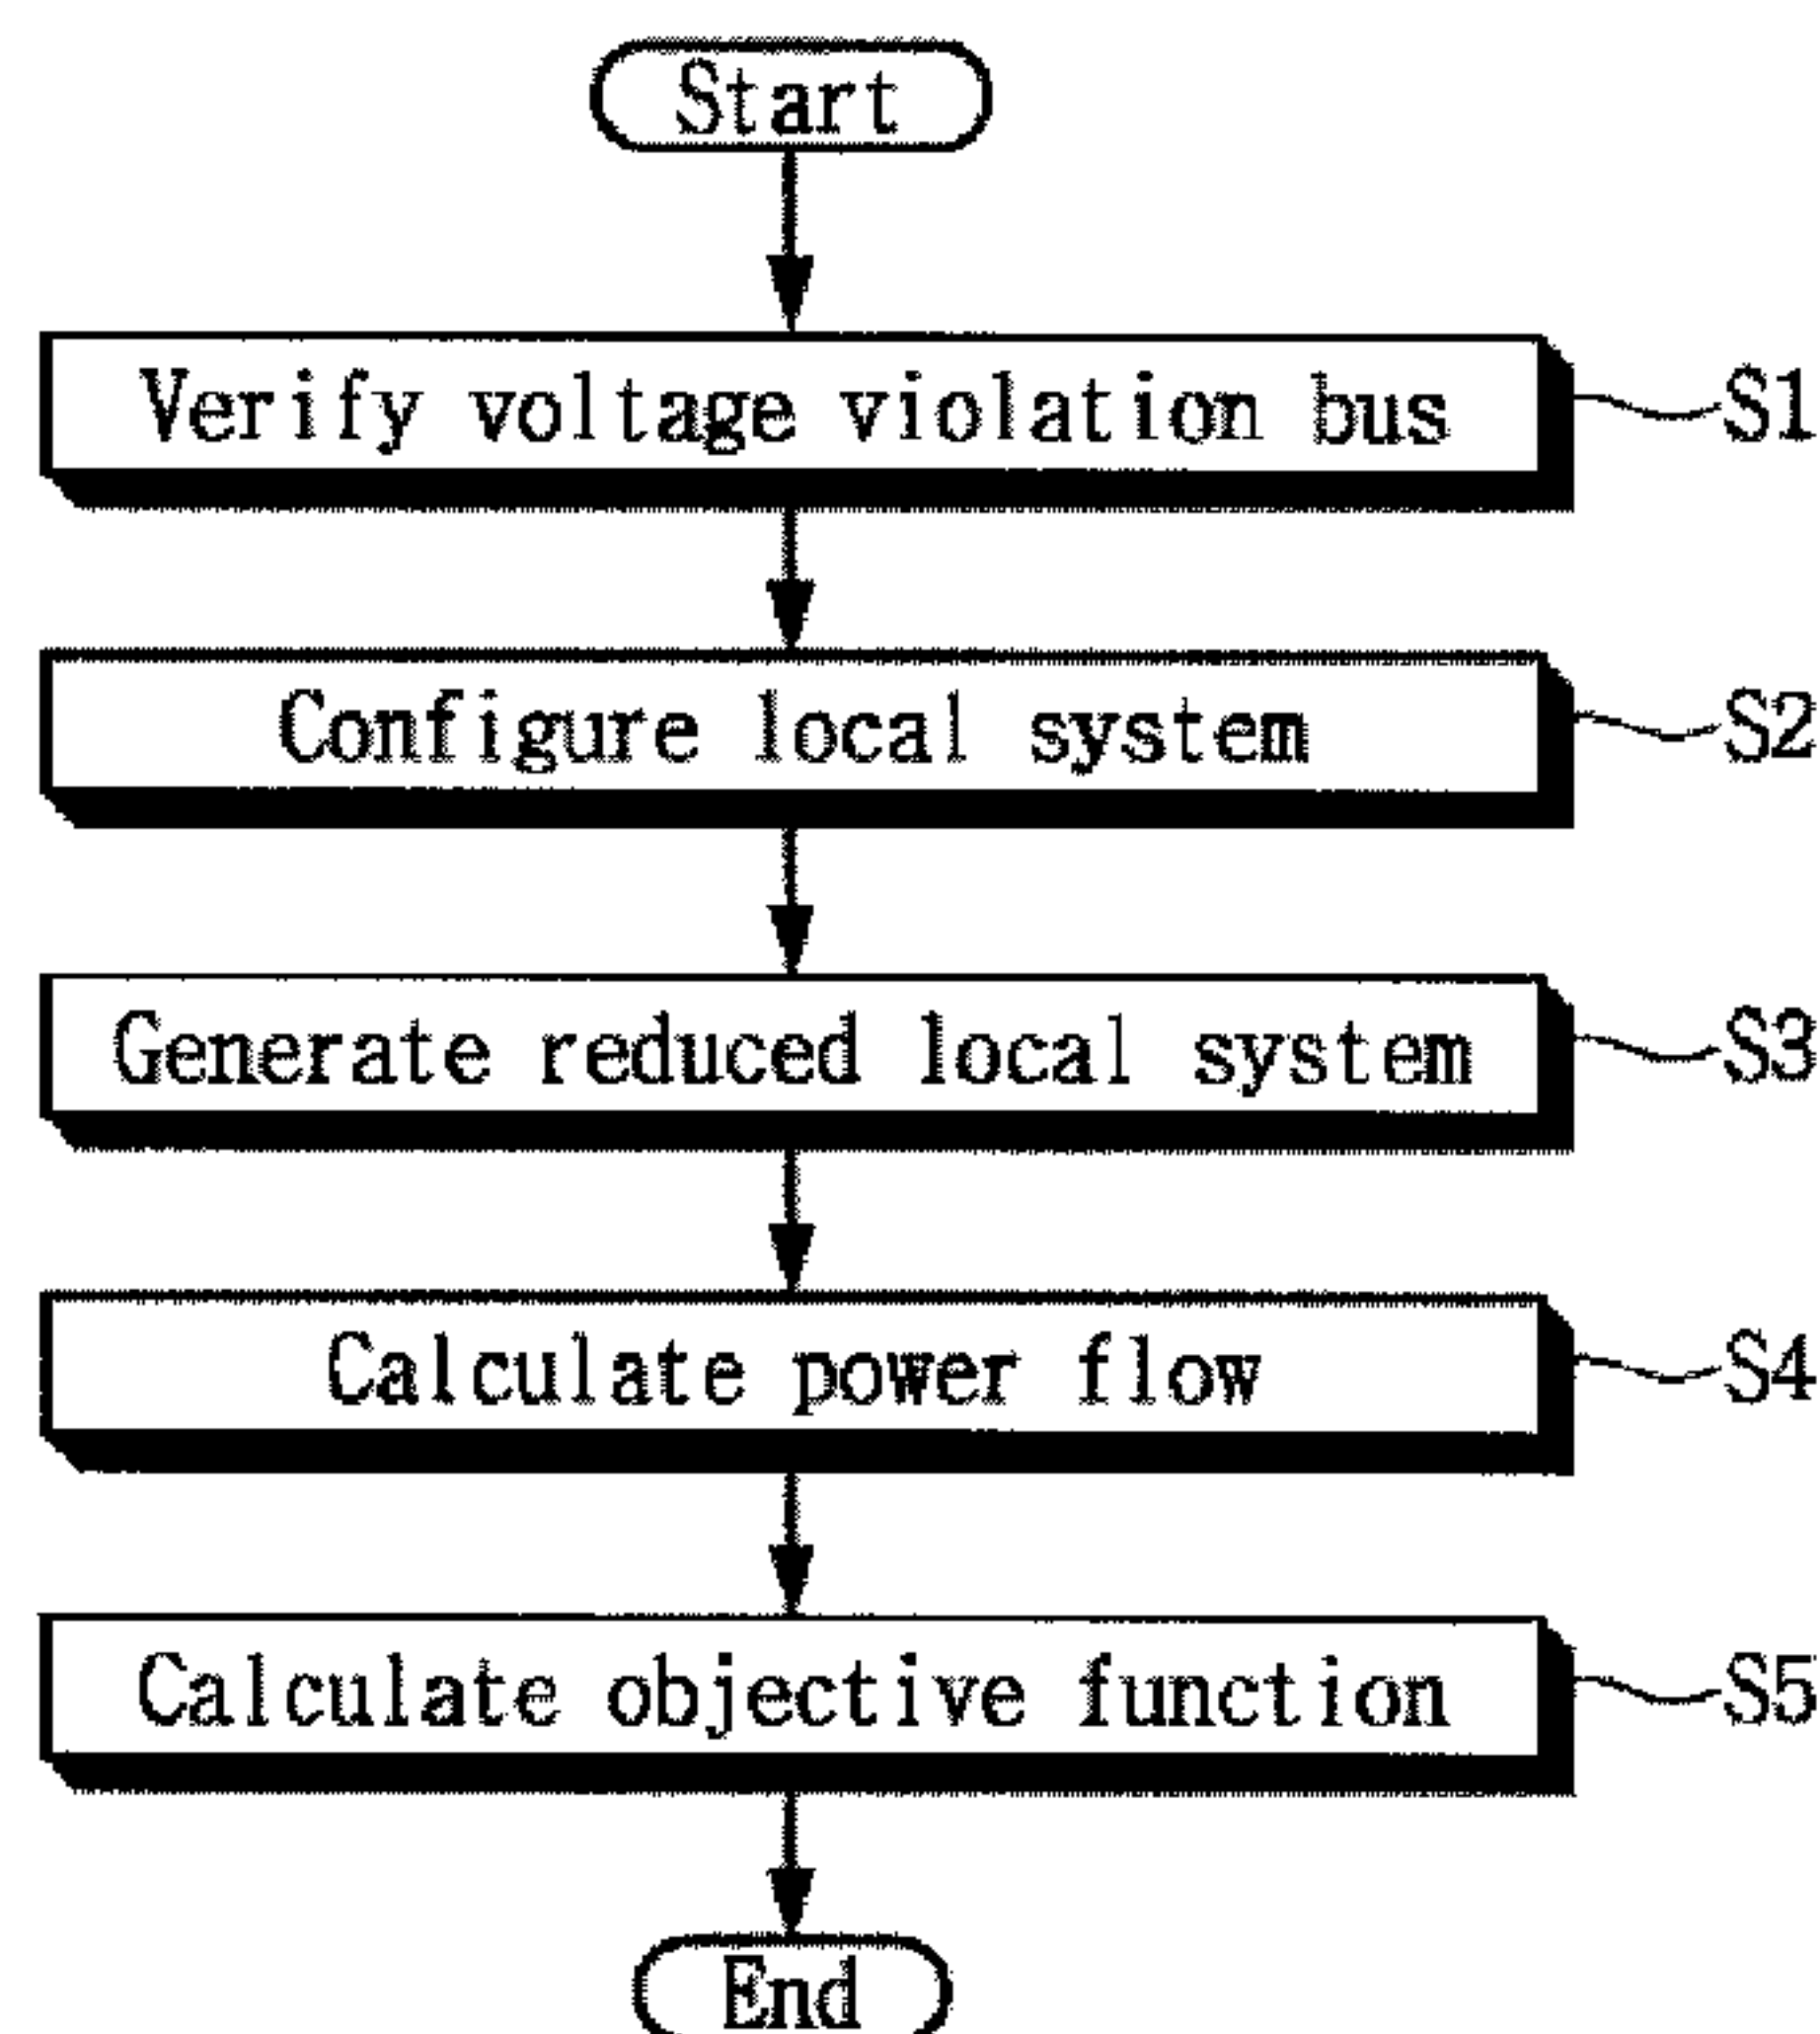 Start
Verify voltage violation bus S1
Configure local system S2
Generate reduced local system S3
Calculate power flow S4
Calculate objective function S5
End